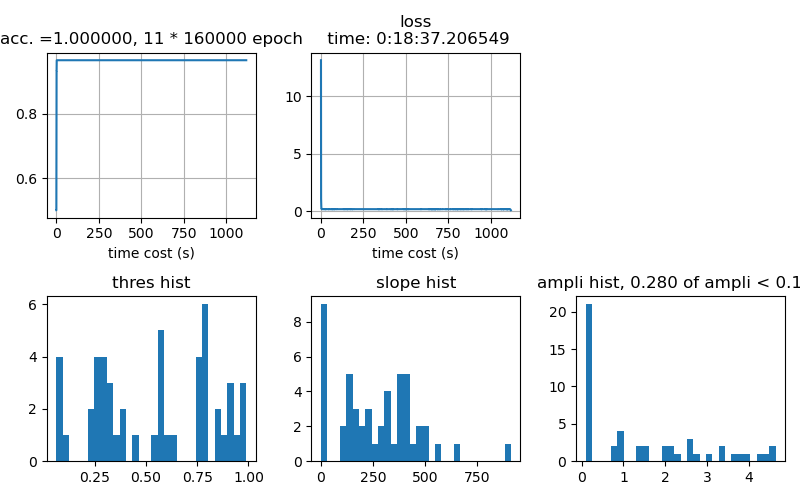 acc. =1.000000, 11 * 160000 epoch
loss
time: 0:18:37.206549
0.8
0.6
0 250 500 750 1000
time cost (s)
10
5
0
0 250 500 750 1000
time cost (s)
thres hist
slope hist
ampli hist, 0.280 of ampli < 0.1
6
4
2
0
0.25 0.50 0.75 1.00
8
6
4
2
0
0 250 500 750
20
15
10
5
0
0 1 2 3 4